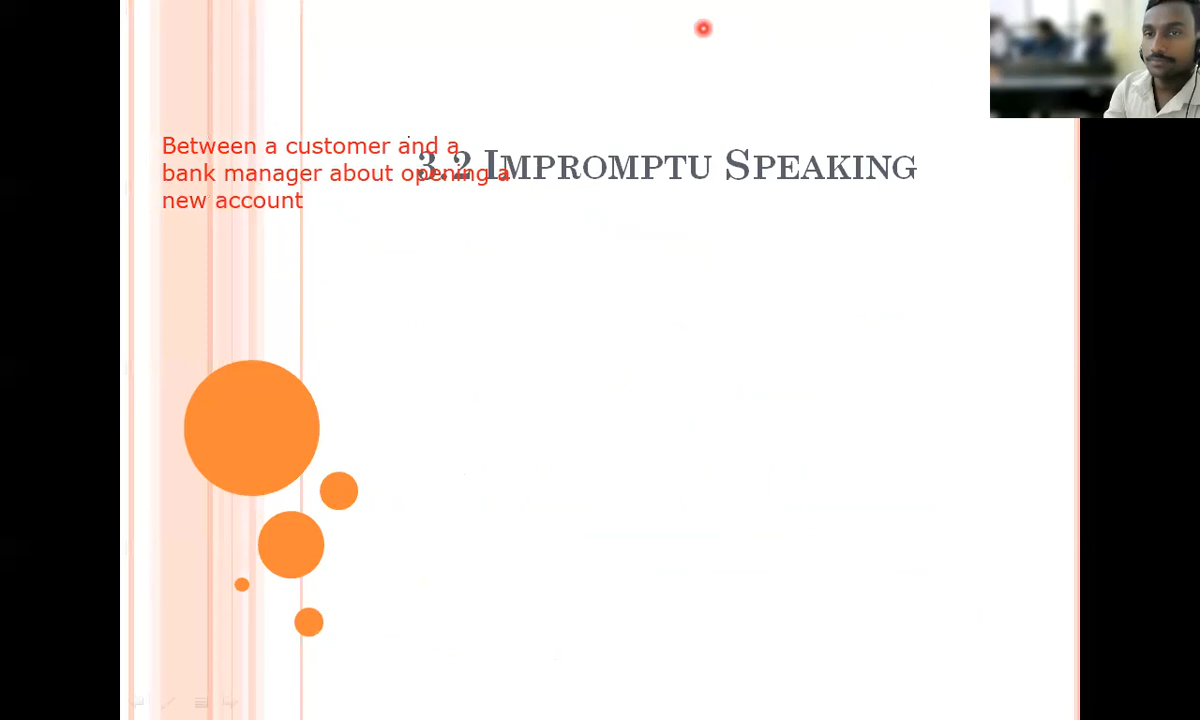 Between a customer and a
bank manager about opening a
new account
3.2 IMPROMPTU SPEAKING